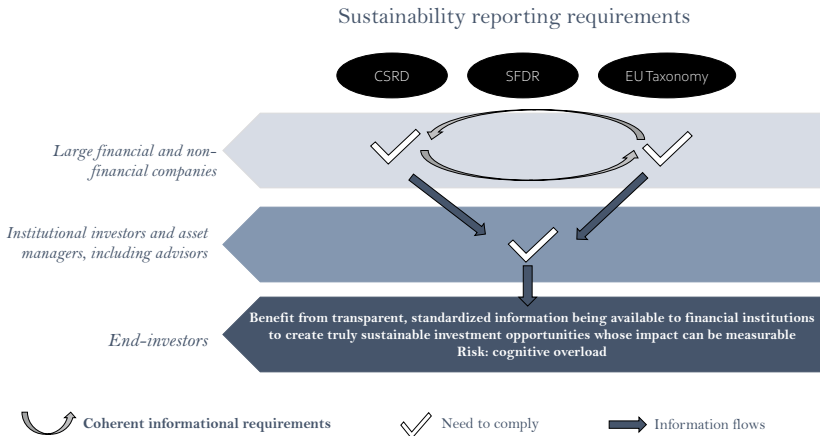 Sustainability reporting requirements
CSRD
SFDR
EU Taxonomy
Large financial and non-
financial companies
Institutional investors and asset
managers, including advisors
End-investors
Benefit from transparent, standardized information being available to financial institutions
to create truly sustainable investment opportunities whose impact can be measurable
Risk: cognitive overload
Coherent informational requirements
Need to comply
Information flows